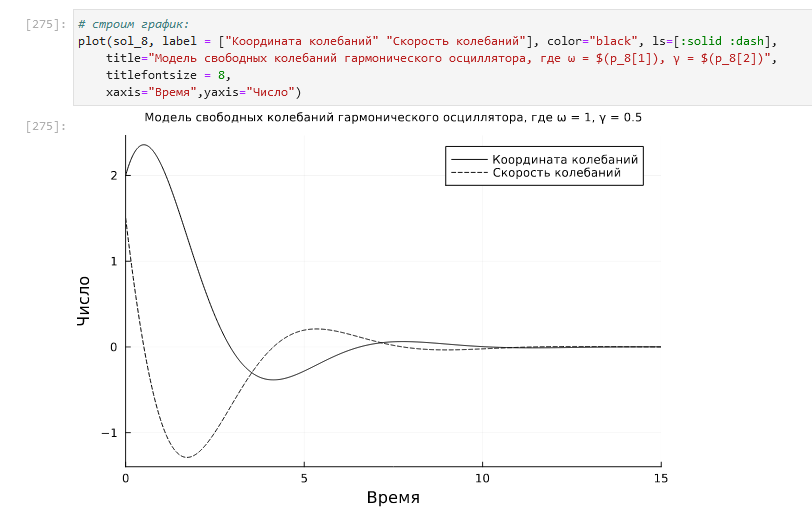 [275]: # строим график:
plot(sol_8, label = ["Координата колебаний" "Скорость колебаний"], color="black", ls=[:solid :dash],
title="Модель свободных колебаний гармонического осциллятора, где ω = $(p_8[1]), γ = $(p_8[2])",
titlefontsize = 8,
xaxis="Время",yaxis="Число")
[275]:
Модель свободных колебаний гармонического осциллятора, где ω = 1, γ = 0.5
Координата колебаний
Скорость колебаний
2
1
0
−1
Число
0 5 10 15
Время